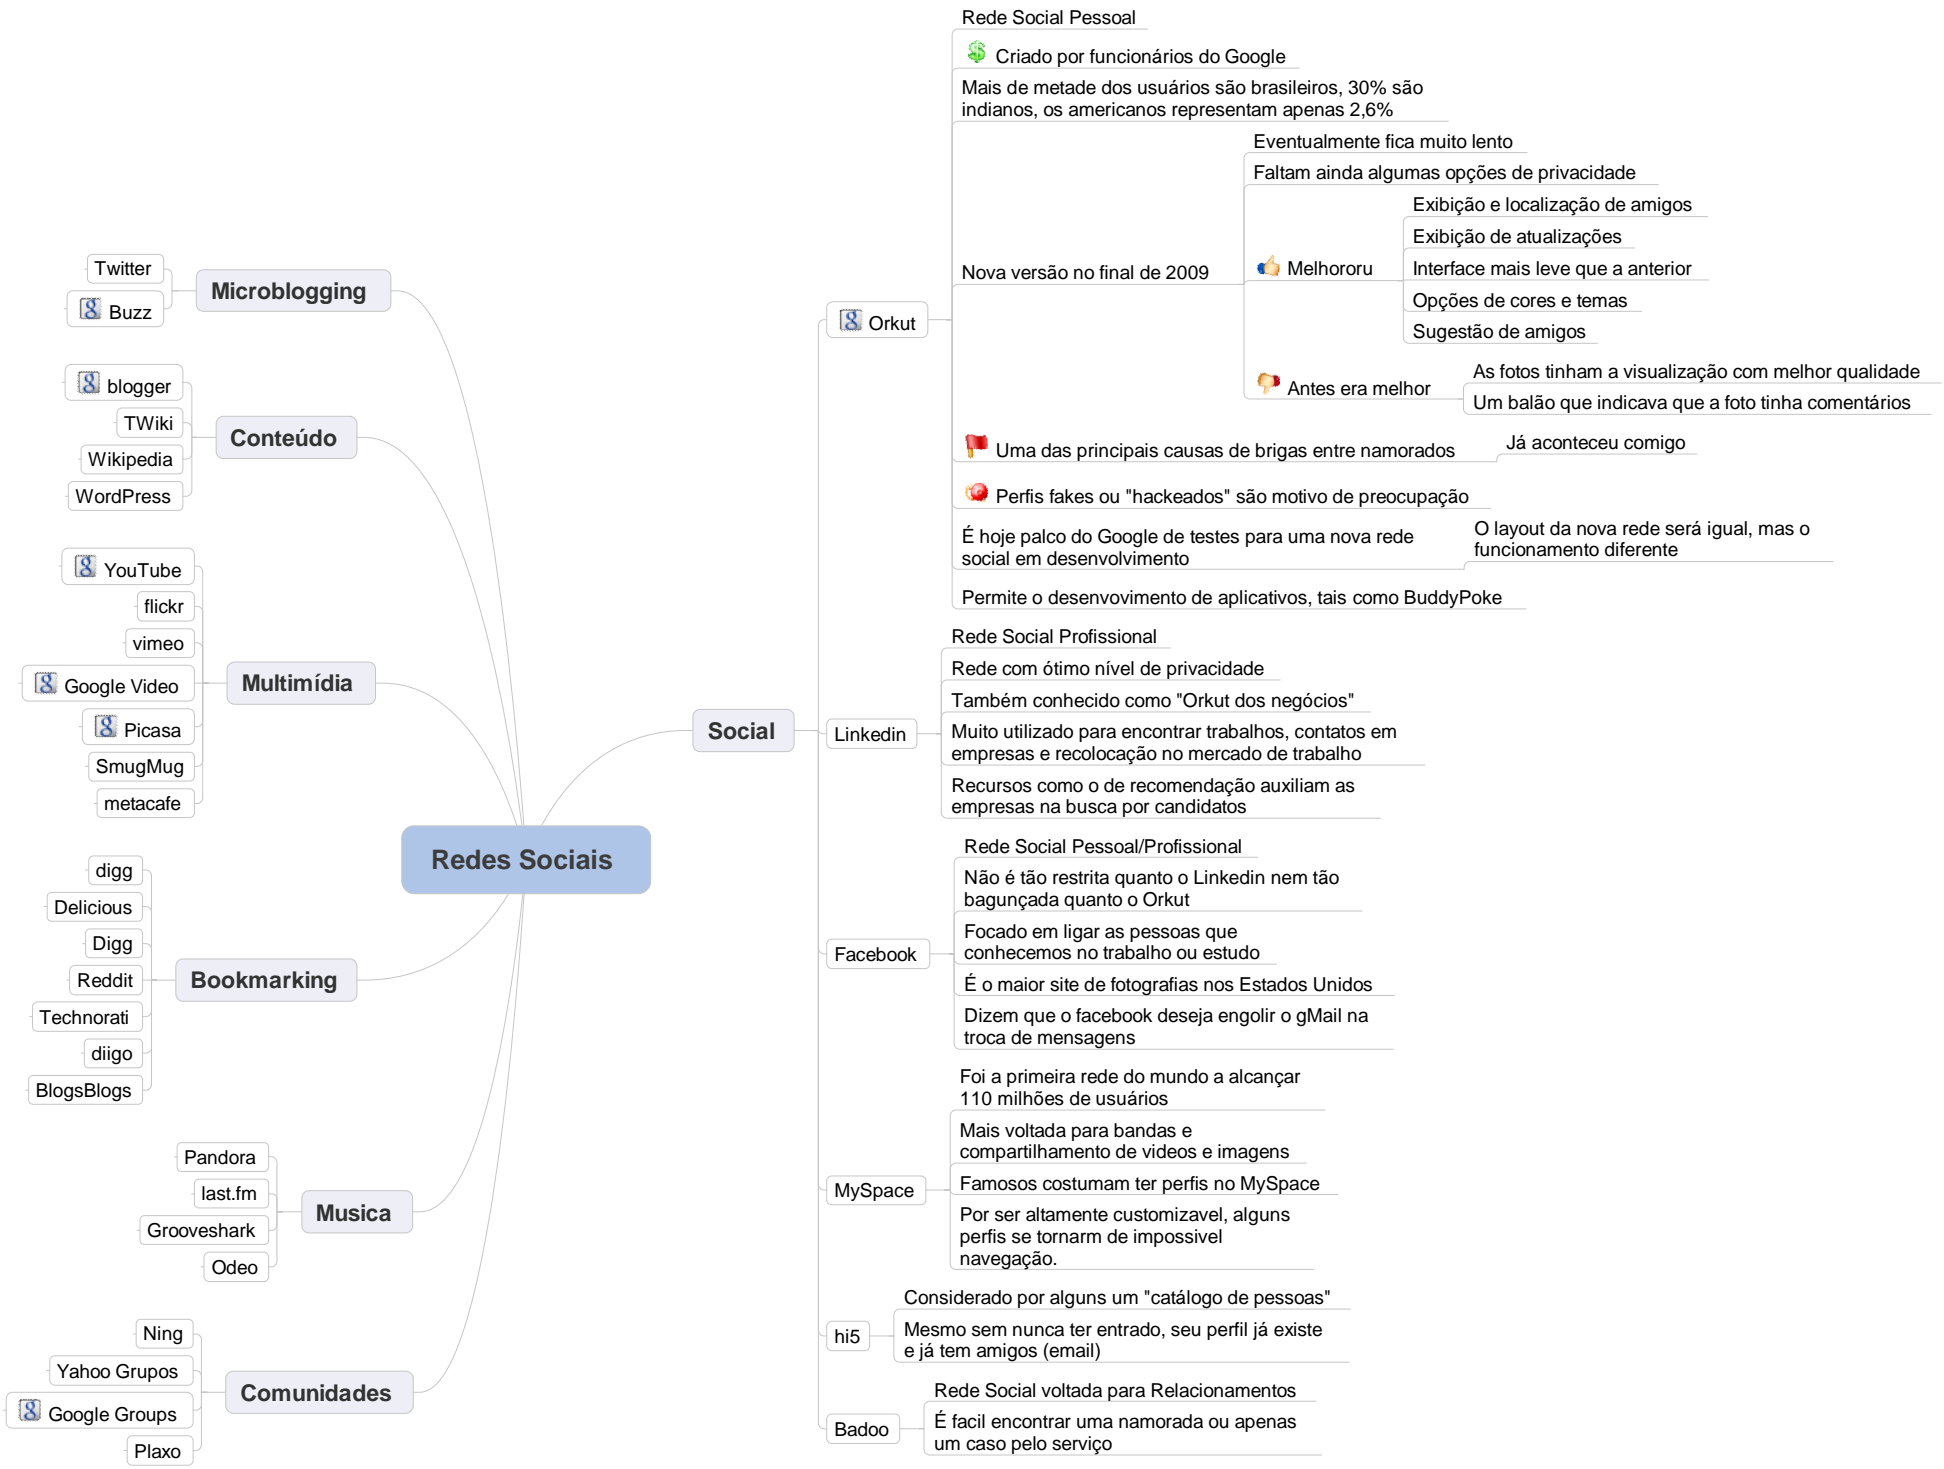 Redes Sociais
Microblogging
Twitter
Buzz
Conteúdo
blogger
TWiki
Wikipedia
WordPress
Multimídia
YouTube
flickr
vimeo
Google Video
Picasa
SmugMug
metacafe
Bookmarking
digg
Delicious
Digg
Reddit
Technorati
diigo
BlogsBlogs
Musica
Pandora
last.fm
Grooveshark
Odeo
Comunidades
Ning
Yahoo Grupos
Google Groups
Plaxo
Social
Orkut
Rede Social Pessoal
Criado por funcionários do Google
Mais de metade dos usuários são brasileiros, 30% são
indianos, os americanos representam apenas 2,6%
Nova versão no final de 2009
Eventualmente fica muito lento
Faltam ainda algumas opções de privacidade
Melhororu
Exibição e localização de amigos
Exibição de atualizações
Interface mais leve que a anterior
Opções de cores e temas
Sugestão de amigos
Antes era melhor
As fotos tinham a visualização com melhor qualidade
Um balão que indicava que a foto tinha comentários
Uma das principais causas de brigas entre namorados
Já aconteceu comigo
Perfis fakes ou "hackeados" são motivo de preocupação
É hoje palco do Google de testes para uma nova rede
social em desenvolvimento
O layout da nova rede será igual, mas o
funcionamento diferente
Permite o desenvovimento de aplicativos, tais como BuddyPoke
Linkedin
Rede Social Profissional
Rede com ótimo nível de privacidade
Também conhecido como "Orkut dos negócios"
Muito utilizado para encontrar trabalhos, contatos em
empresas e recolocação no mercado de trabalho
Recursos como o de recomendação auxiliam as
empresas na busca por candidatos
Facebook
Rede Social Pessoal/Profissional
Não é tão restrita quanto o Linkedin nem tão
bagunçada quanto o Orkut
Focado em ligar as pessoas que
conhecemos no trabalho ou estudo
É o maior site de fotografias nos Estados Unidos
Dizem que o facebook deseja engolir o gMail na
troca de mensagens
MySpace
Foi a primeira rede do mundo a alcançar
110 milhões de usuários
Mais voltada para bandas e
compartilhamento de videos e imagens
Famosos costumam ter perfis no MySpace
Por ser altamente customizavel, alguns
perfis se tornarm de impossivel
navegação.
hi5
Considerado por alguns um "catálogo de pessoas"
Mesmo sem nunca ter entrado, seu perfil já existe
e já tem amigos (email)
Badoo
Rede Social voltada para Relacionamentos
É facil encontrar uma namorada ou apenas
um caso pelo serviço